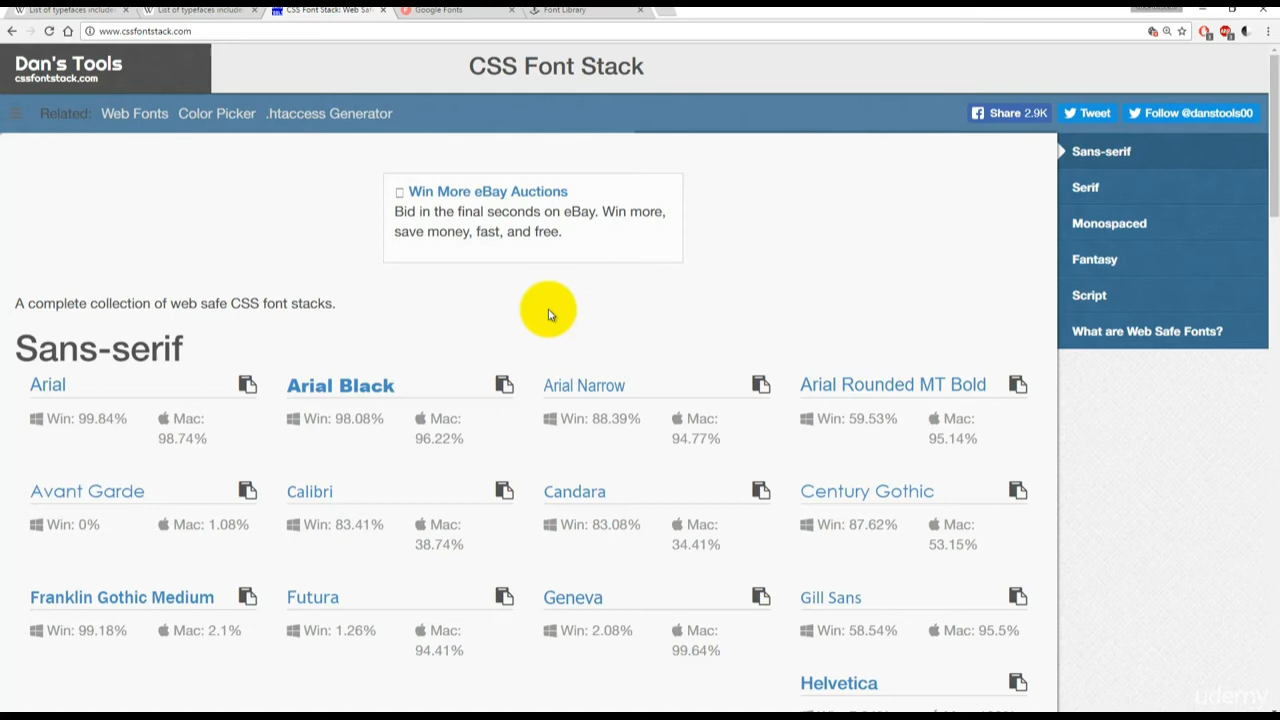 List of typefaces include
List of typefaces include
CSS Font Stack: Web Saf
Google Fonts
Font Library
www.cssfontstack.com
Dan's Tools
cssfontstack.com
CSS Font Stack
Related: Web Fonts Color Picker .htaccess Generator
Share 2.9K
Tweet
Follow @danstools00
Sans-serif
Serif
Monospaced
Fantasy
Script
What are Web Safe Fonts?
Win More eBay Auctions
Bid in the final seconds on eBay. Win more,
save money, fast, and free.
A complete collection of web safe CSS font stacks.
Sans-serif
Arial
Win: 99.84% Mac:
98.74%
Arial Black
Win: 98.08% Mac:
96.22%
Arial Narrow
Win: 88.39% Mac:
94.77%
Arial Rounded MT Bold
Win: 59.53% Mac:
95.14%
Avant Garde
Win: 0% Mac: 1.08%
Calibri
Win: 83.41% Mac:
38.74%
Candara
Win: 83.08% Mac:
34.41%
Century Gothic
Win: 87.62% Mac:
53.15%
Franklin Gothic Medium
Win: 99.18% Mac: 2.1%
Futura
Win: 1.26% Mac:
94.41%
Geneva
Win: 2.08% Mac:
99.64%
Gill Sans
Win: 58.54% Mac: 95.5%
Helvetica
udemy